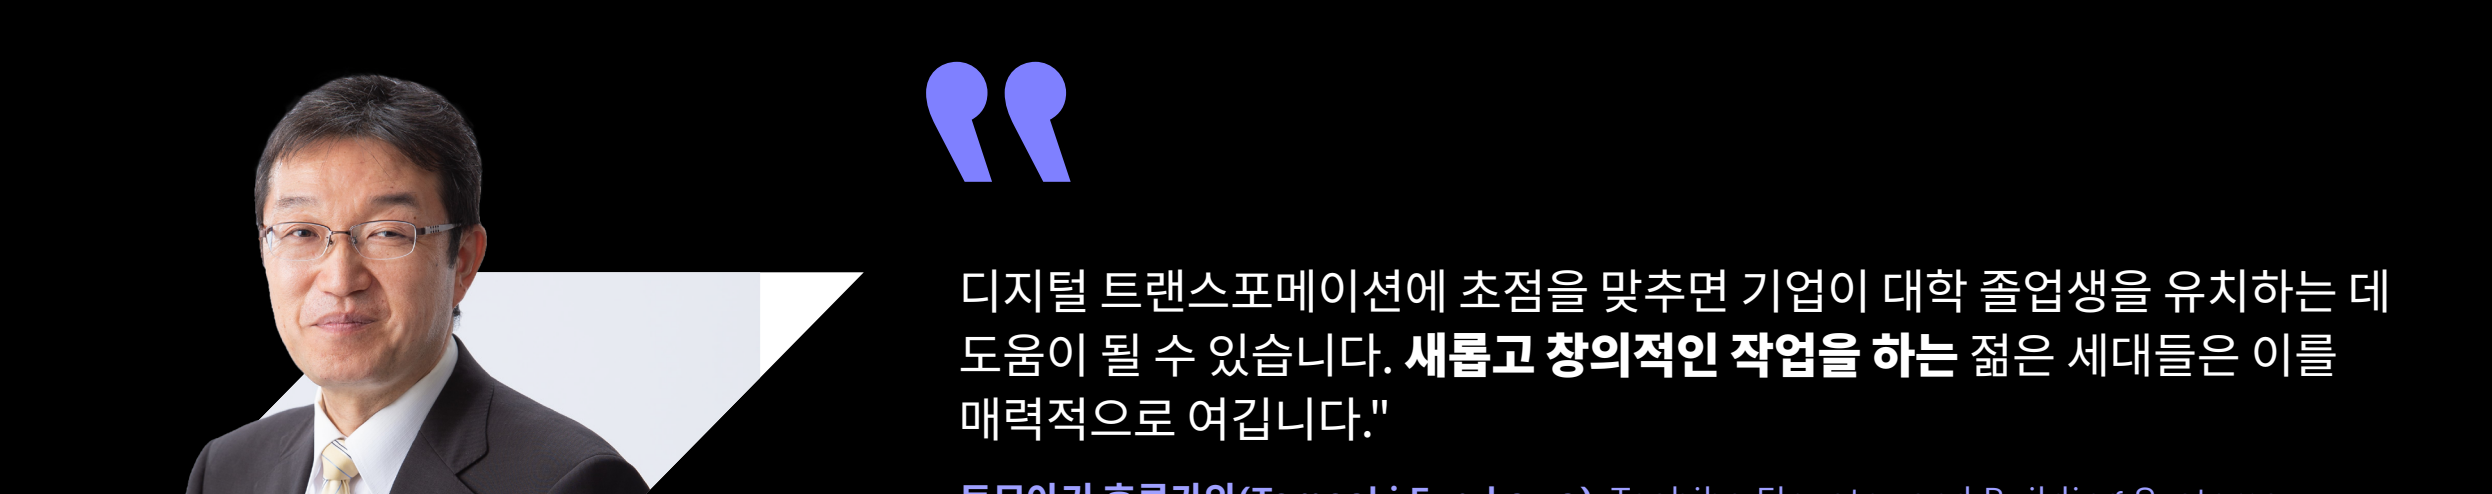 디지털 트랜스포메이션에 초점을 맞추면 기업이 대학 졸업생을 유치하는 데
도움이 될 수 있습니다. 새롭고 창의적인 작업을 하는 젊은 세대들은 이를
매력적으로 여깁니다."